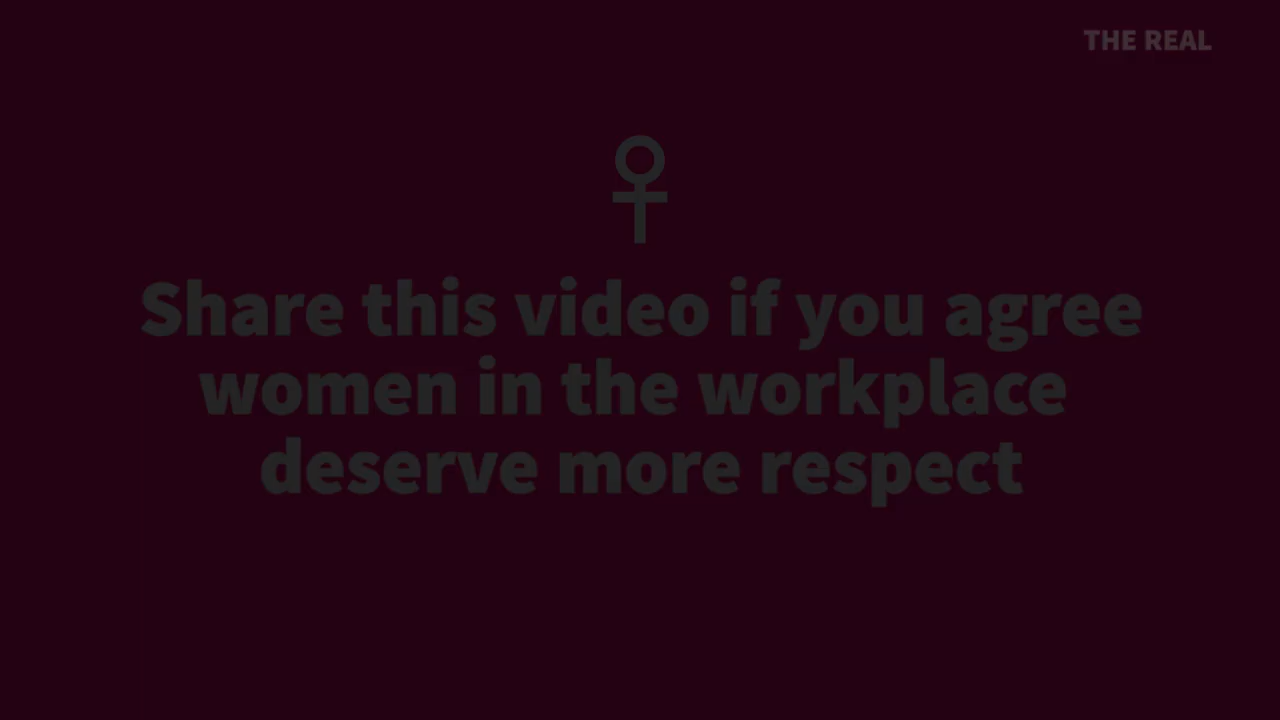 THE REAL
Share this video if you agree
women in the workplace
deserve more respect